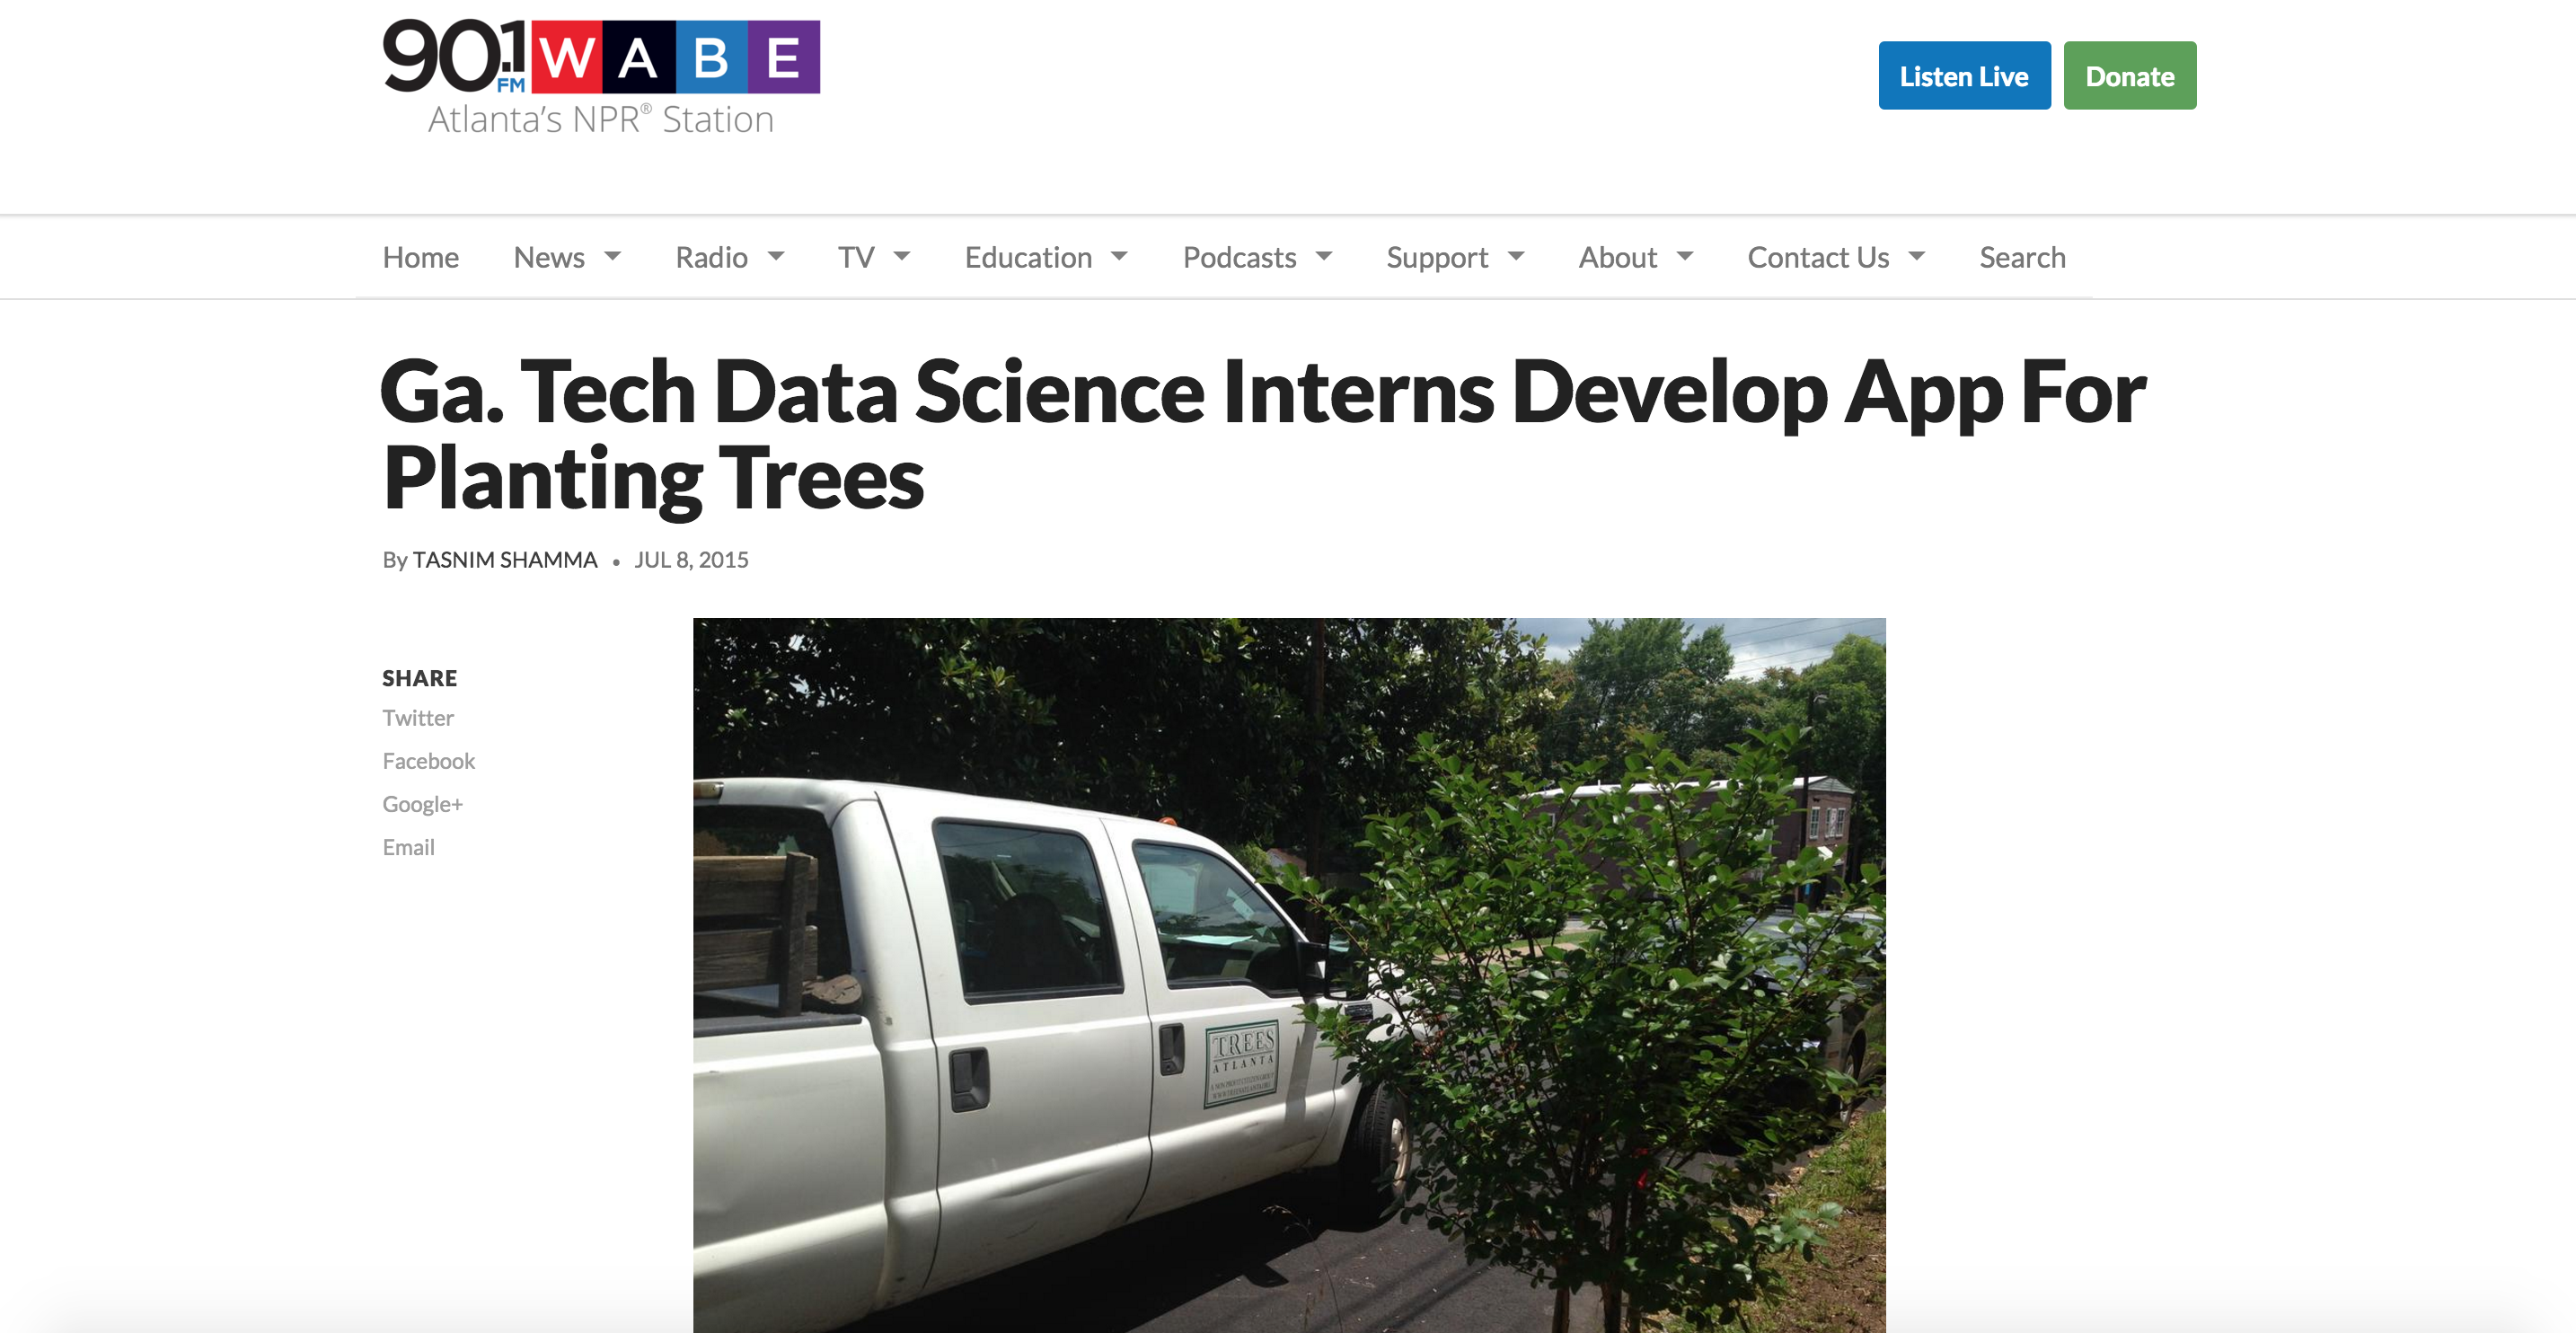 90.1 FM WABE
Atlanta's NPR® Station
Listen Live
Donate
Home
News
Radio
TV
Education
Podcasts
Support
About
Contact Us
Search
Ga. Tech Data Science Interns Develop App For
Planting Trees
By TASNIM SHAMMA • JUL 8, 2015
SHARE
Twitter
Facebook
Google+
Email
TREES
ATLANTA